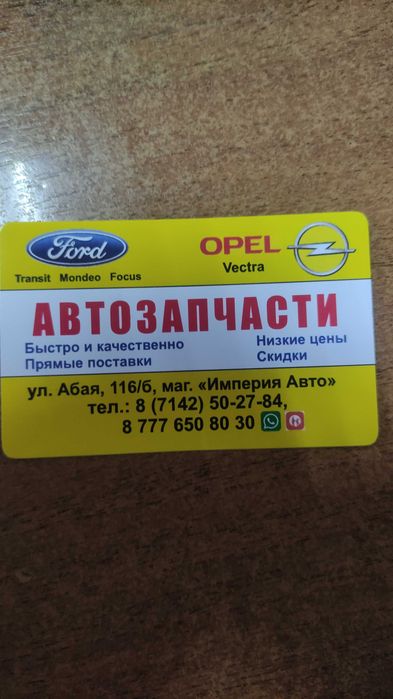 Ford
OPEL
Transit Mondeo Focus
Vectra
АВТОЗАПЧАСТИ
Быстро и качественно
Низкие цены
Прямые поставки
Скидки
ул. Абая, 116/б, маг. «Империя Авто»
тел.: 8 (7142) 50-27-84,
8 777 650 80 30